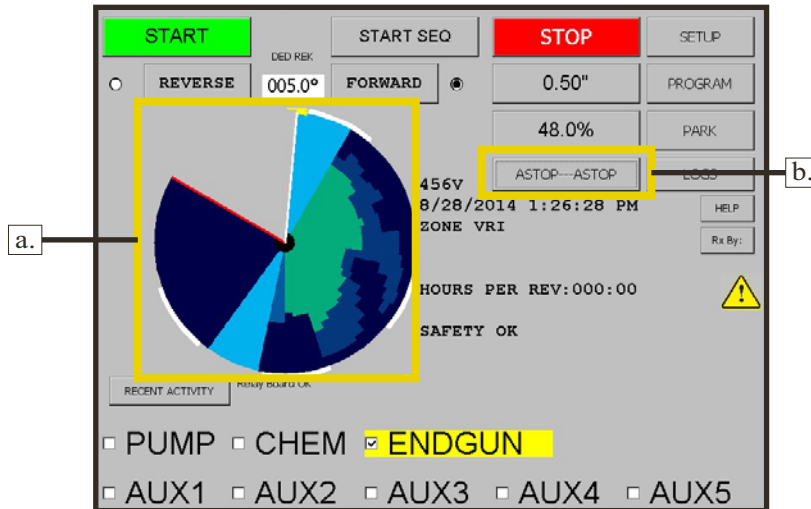 START
START SEQ
STOP
SETUP
DED REK
REVERSE
005.0°
FORWARD
0.50"
PROGRAM
48.0%
PARK
ASTOP---ASTOP
LOGS
a.
b.
456V
8/28/2014 1:26:28 PM
HELP
ZONE VRI
Rx By:
HOURS PER REV:000:00
SAFETY OK
RECENT ACTIVITY
Relay Board OK
PUMP CHEM ENDGUN
AUX1 AUX2 AUX3 AUX4 AUX5